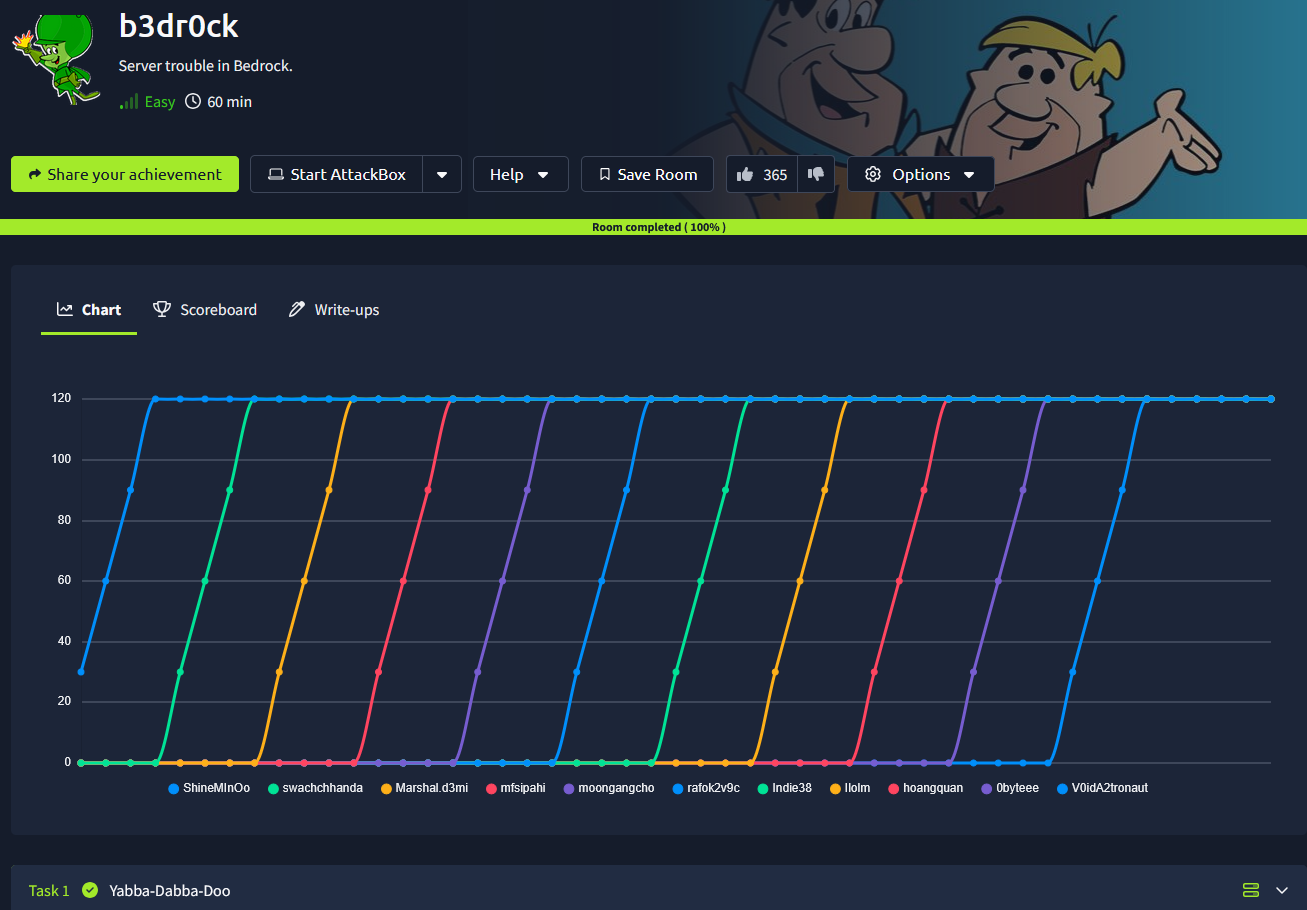 b3dr0ck
Server trouble in Bedrock.
Easy 60 min
Share your achievement Start AttackBox Help Save Room 365 Options
Room completed ( 100% )
Chart Scoreboard Write-ups
120
100
80
60
40
20
0
ShineMInOo swachchhanda Marshal.d3mi mfsipahi moongangcho rafok2v9c Indie38 Ilolm hoangquan 0byteee V0idA2tronaut
Task 1 Yabba-Dabba-Doo